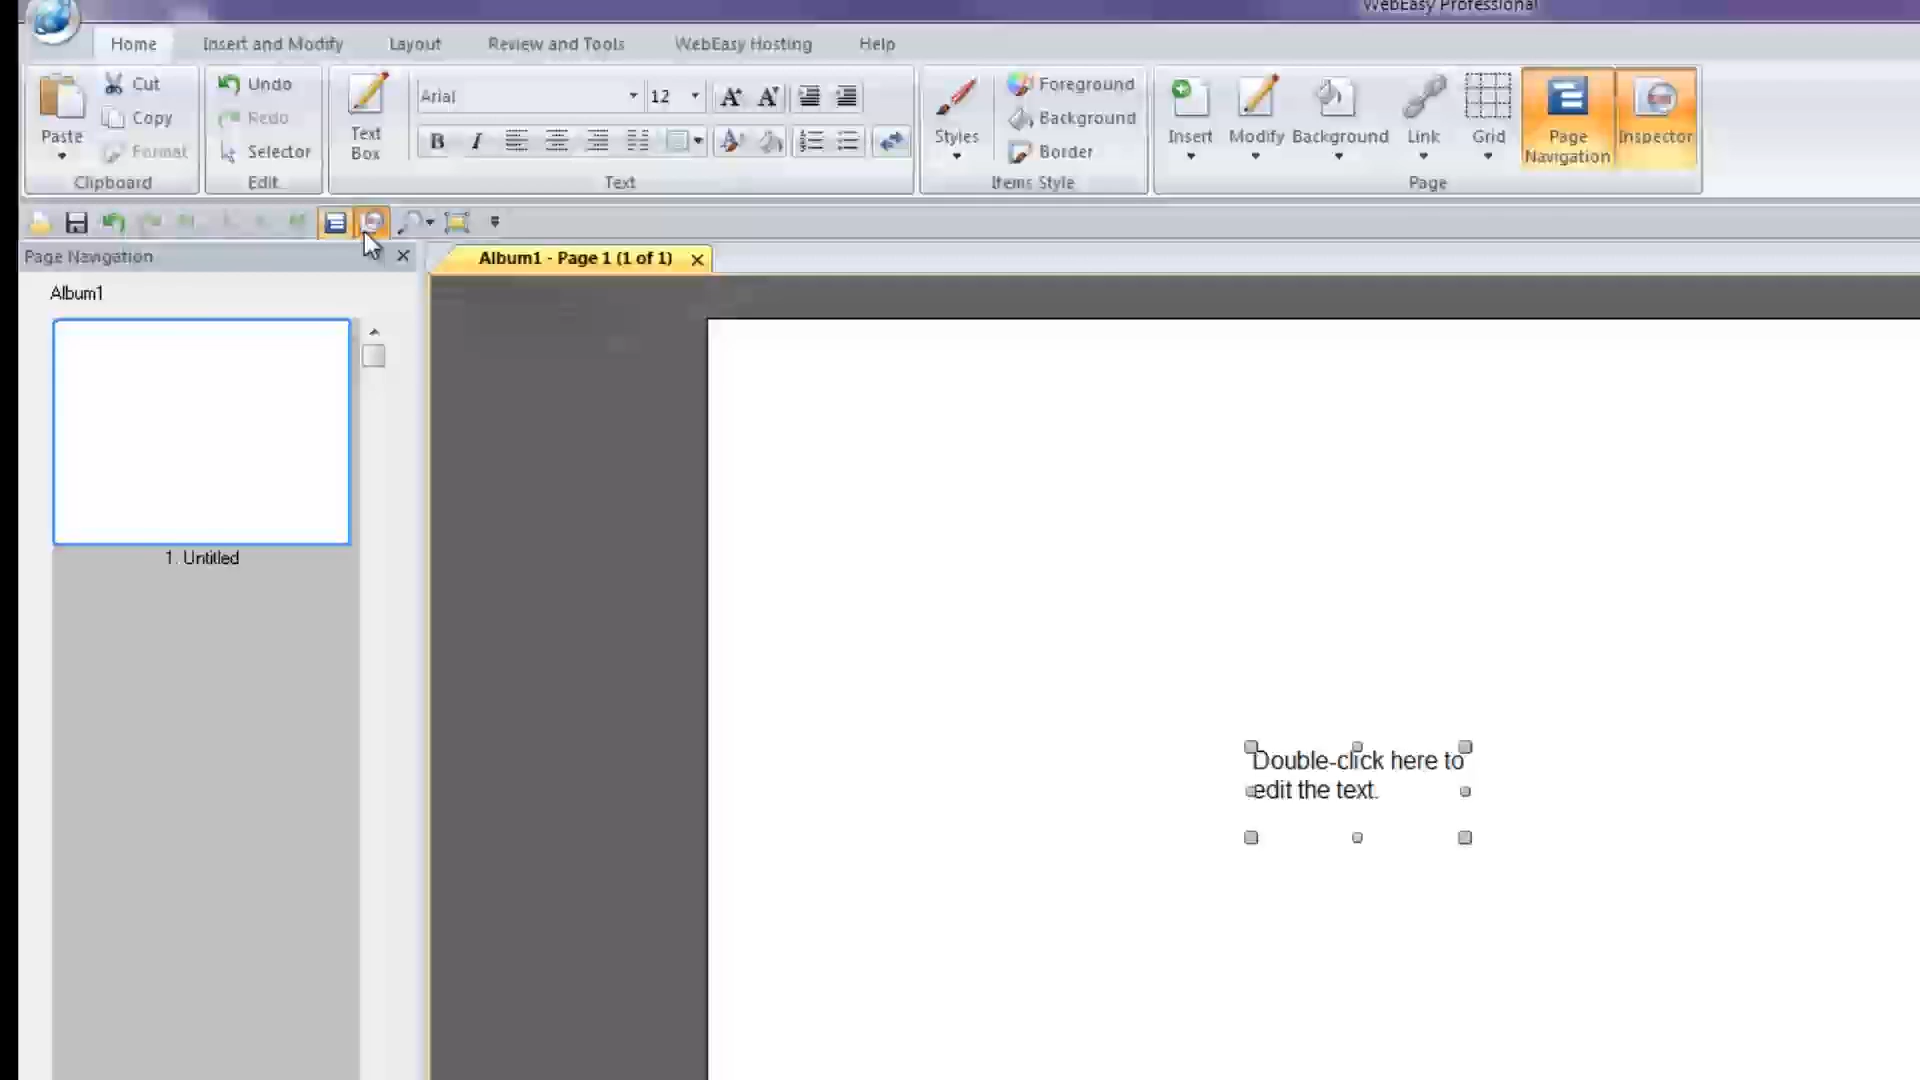 WebEasy Professional
Home Insert and Modify Layout Review and Tools WebEasy Hosting Help
Paste
Cut
Copy
Format
Clipboard
Undo
Redo
Selector
Edit
Text
Box
Arial 12
B I
Text
Styles
Foreground
Background
Border
Items Style
Insert Modify Background Link Grid Page
Navigation Inspector
Page
Page Navigation
Album1 - Page 1 (1 of 1)
Album1
1. Untitled
Double-click here to
edit the text.